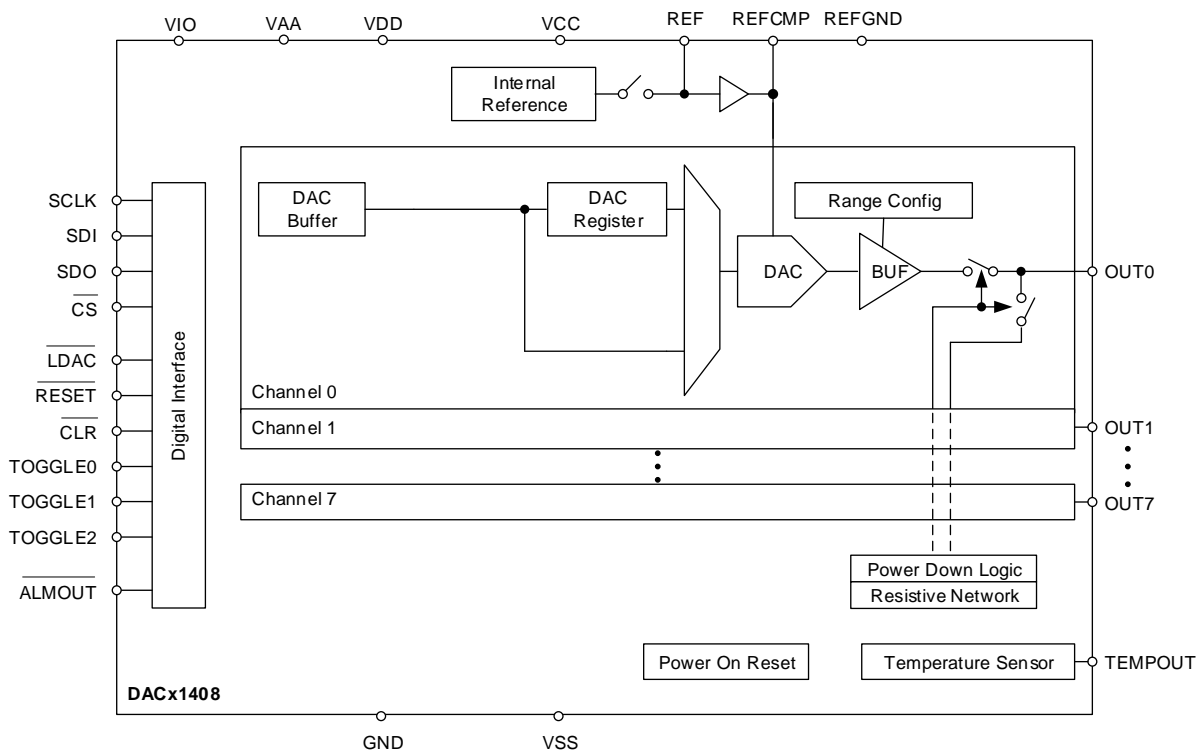 VIO
VAA
VDD
VCC
REF
REFCMP
REFGND
Internal
Reference
SCLK
SDI
SDO
CS
LDAC
RESET
CLR
TOGGLE0
TOGGLE1
TOGGLE2
ALMOUT
Digital Interface
DAC
Buffer
DAC
Register
Range Config
DAC
BUF
OUT0
Channel 0
Channel 1
OUT1
Channel 7
OUT7
Power Down Logic
Resistive Network
Power On Reset
Temperature Sensor
TEMPOUT
DACx1408
GND
VSS